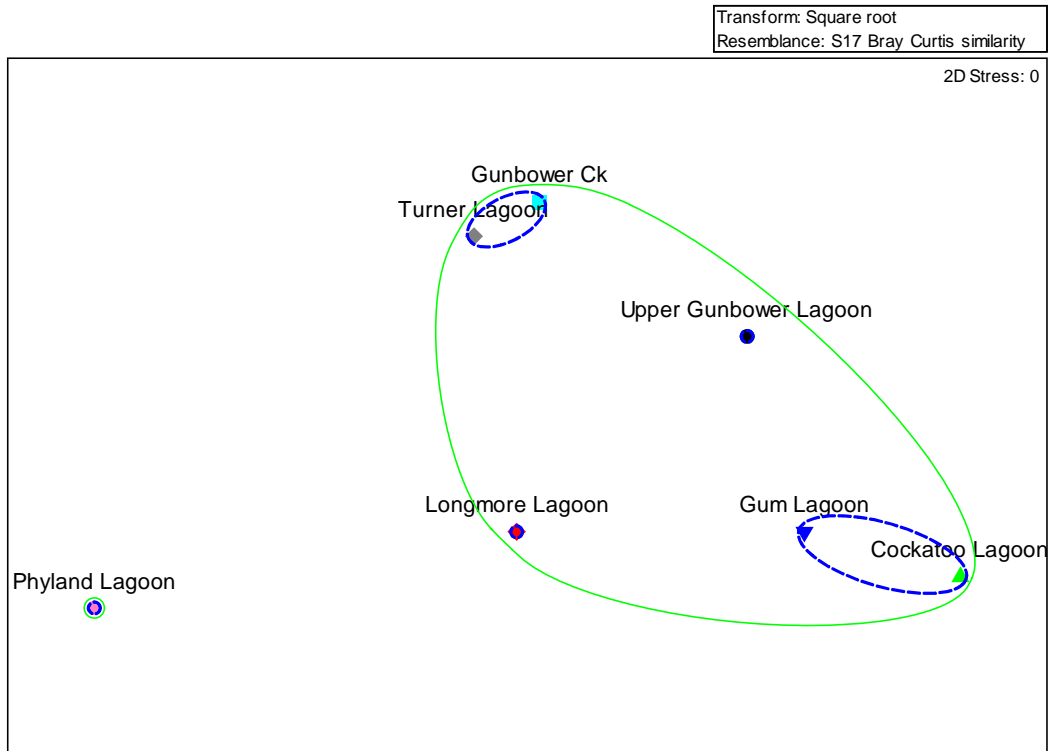 Transform: Square root
Resemblance: S17 Bray Curtis similarity
2D Stress: 0
Gunbower Ck
Turner Lagoon
Upper Gunbower Lagoon
Longmore Lagoon
Gum Lagoon
Cockatoo Lagoon
Phyland Lagoon